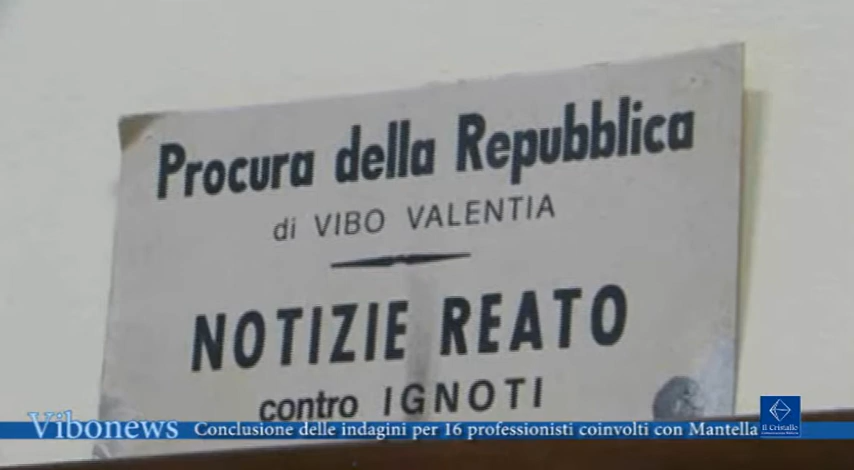 Procura della Repubblica
di VIBO VALENTIA
NOTIZIE REATO
contro IGNOTI
Vibonews Conclusione delle indagini per 16 professionisti coinvolti con Mantella
Il Cristallo